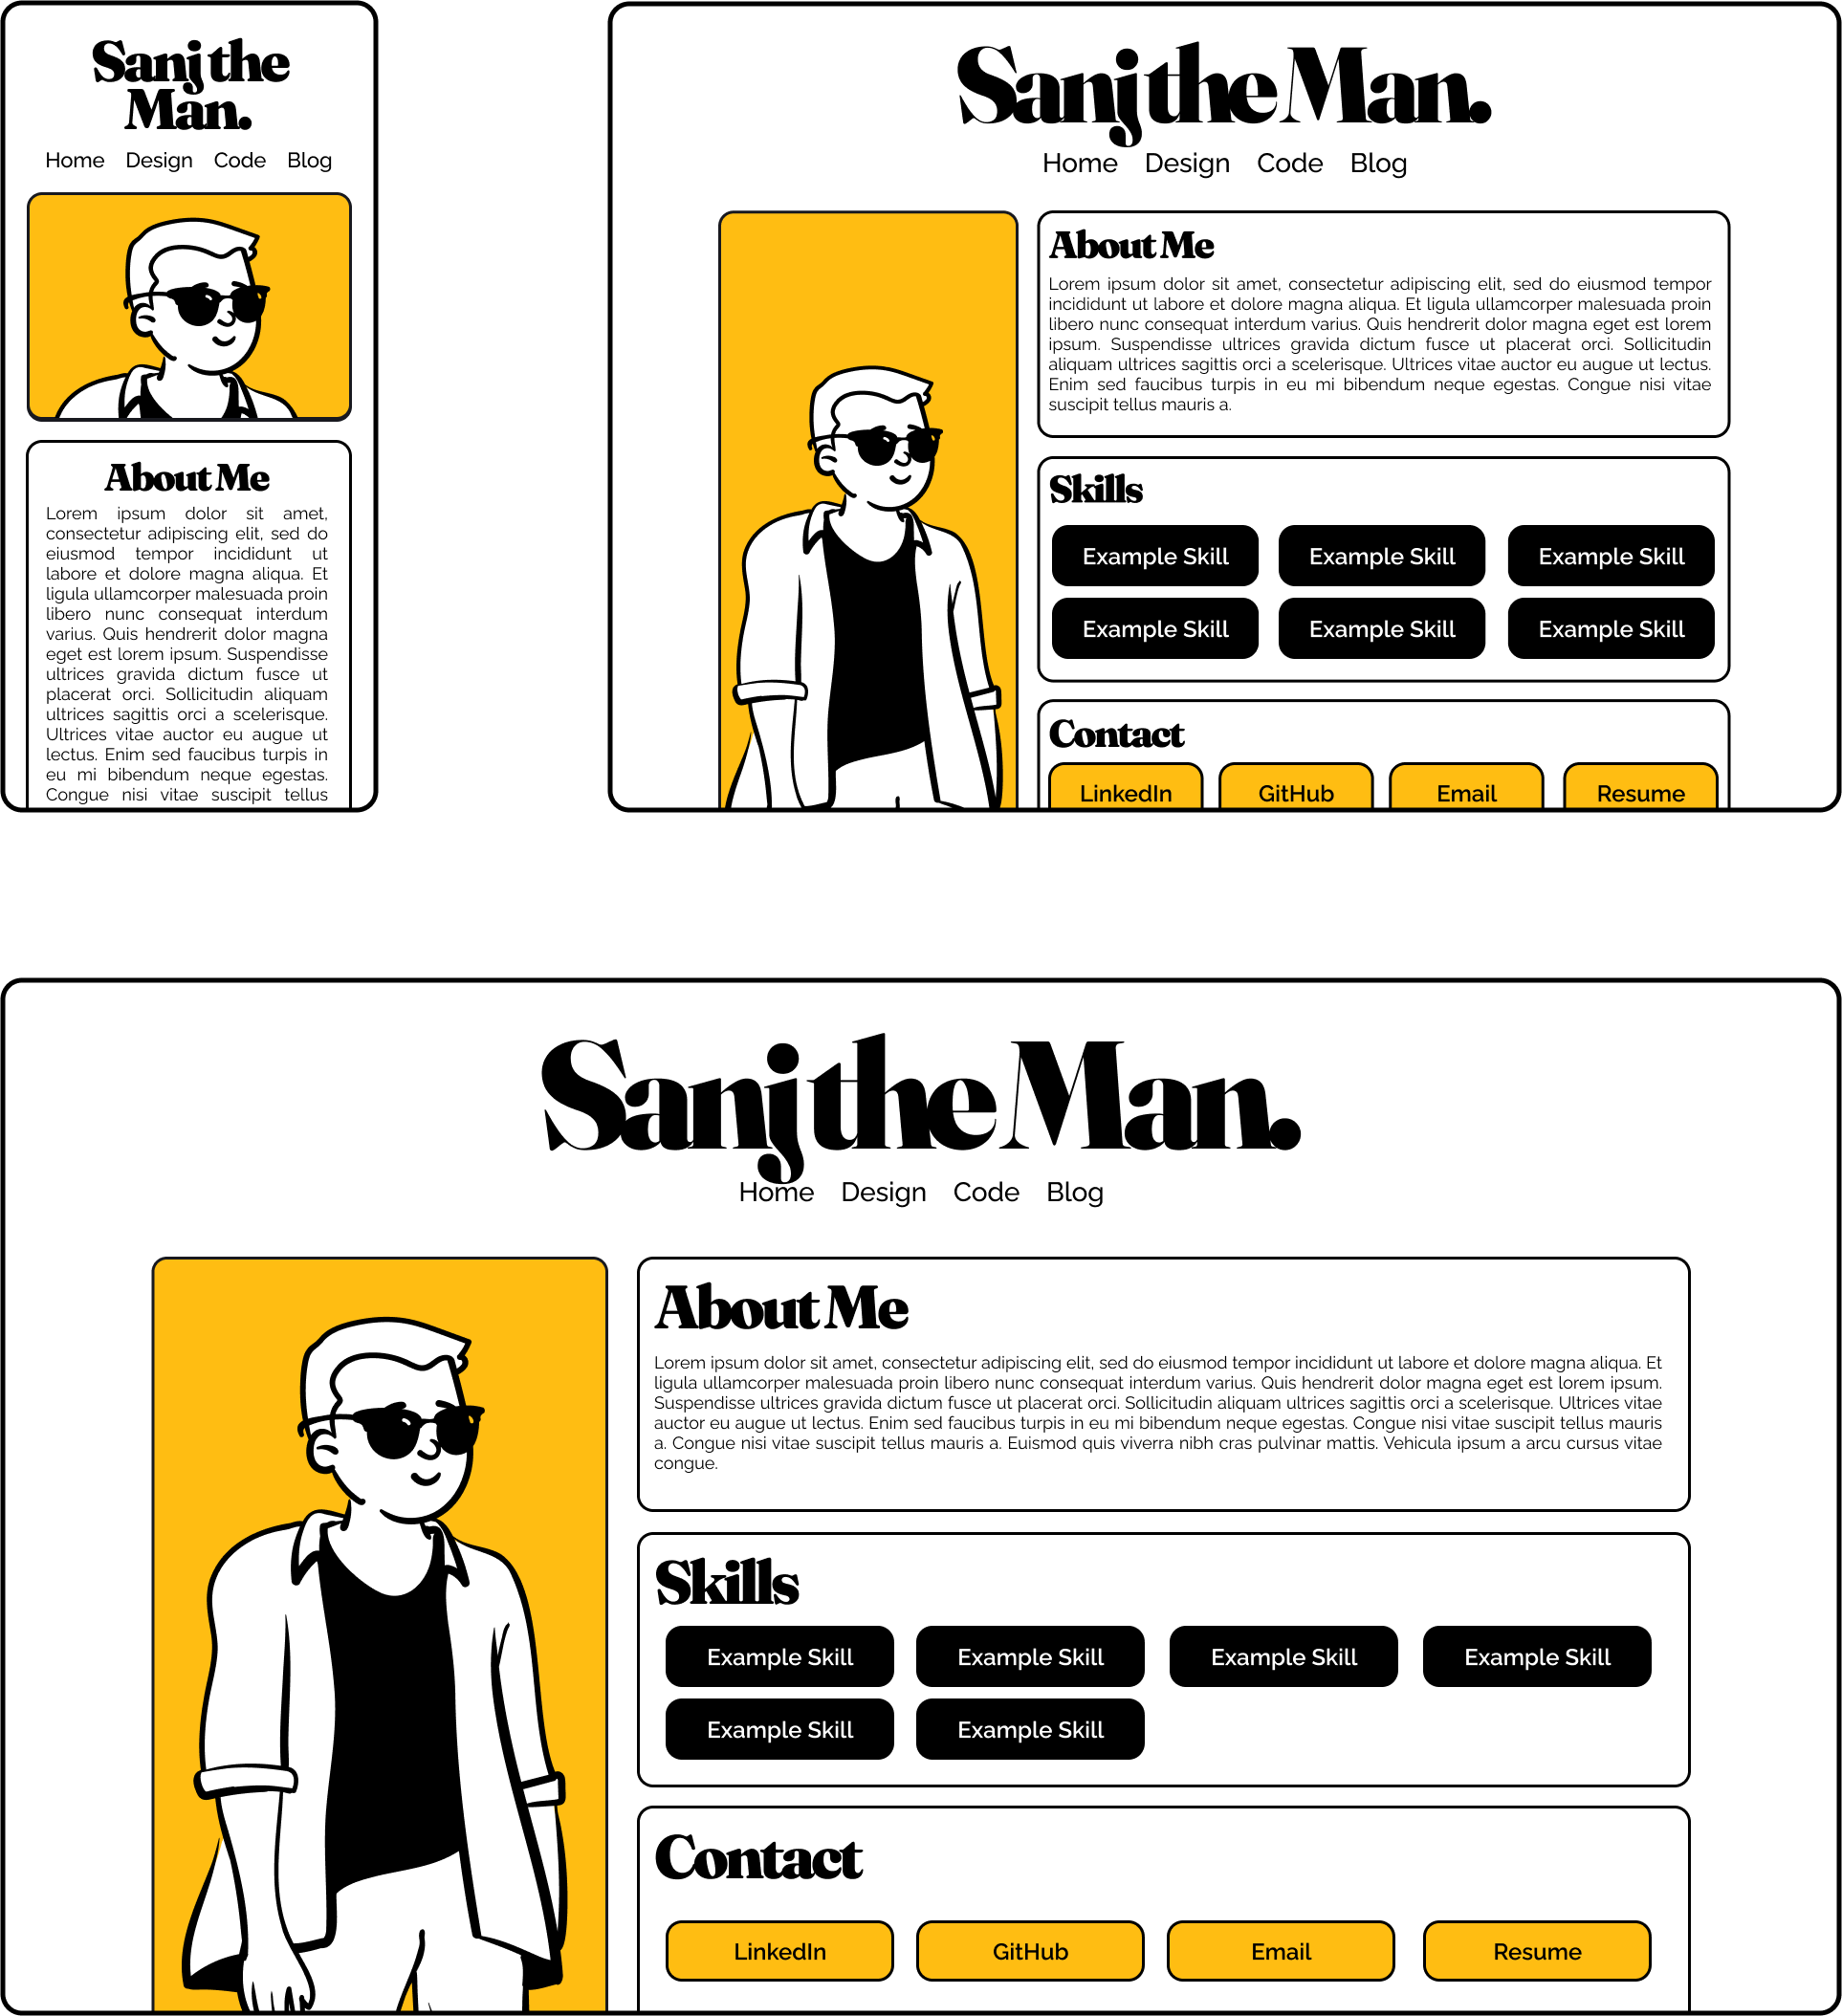 Sanj the
Man.
Home Design Code Blog
About Me
Lorem ipsum dolor sit amet,
consectetur adipiscing elit, sed do
eiusmod tempor incididunt ut
labore et dolore magna aliqua. Et
ligula ullamcorper malesuada proin
libero nunc consequat interdum
varius. Quis hendrerit dolor magna
eget est lorem ipsum. Suspendisse
ultrices gravida dictum fusce ut
placerat orci. Sollicitudin aliquam
ultrices sagittis orci a scelerisque.
Ultrices vitae auctor eu augue ut
lectus. Enim sed faucibus turpis in
eu mi bibendum neque egestas.
Congue nisi vitae suscipit tellus
Sanj the Man.
Home Design Code Blog
About Me
Lorem ipsum dolor sit amet, consectetur adipiscing elit, sed do eiusmod tempor
incididunt ut labore et dolore magna aliqua. Et ligula ullamcorper malesuada proin
libero nunc consequat interdum varius. Quis hendrerit dolor magna eget est lorem
ipsum. Suspendisse ultrices gravida dictum fusce ut placerat orci. Sollicitudin
aliquam ultrices sagittis orci a scelerisque. Ultrices vitae auctor eu augue ut lectus.
Enim sed faucibus turpis in eu mi bibendum neque egestas. Congue nisi vitae
suscipit tellus mauris a.
Skills
Example Skill Example Skill Example Skill
Example Skill Example Skill Example Skill
Contact
LinkedIn GitHub Email Resume
Sanj the Man.
Home Design Code Blog
About Me
Lorem ipsum dolor sit amet, consectetur adipiscing elit, sed do eiusmod tempor incididunt ut labore et dolore magna aliqua. Et
ligula ullamcorper malesuada proin libero nunc consequat interdum varius. Quis hendrerit dolor magna eget est lorem ipsum.
Suspendisse ultrices gravida dictum fusce ut placerat orci. Sollicitudin aliquam ultrices sagittis orci a scelerisque. Ultrices vitae
auctor eu augue ut lectus. Enim sed faucibus turpis in eu mi bibendum neque egestas. Congue nisi vitae suscipit tellus mauris
a. Congue nisi vitae suscipit tellus mauris a. Euismod quis viverra nibh cras pulvinar mattis. Vehicula ipsum a arcu cursus vitae
congue.
Skills
Example Skill Example Skill Example Skill Example Skill
Example Skill Example Skill
Contact
LinkedIn GitHub Email Resume